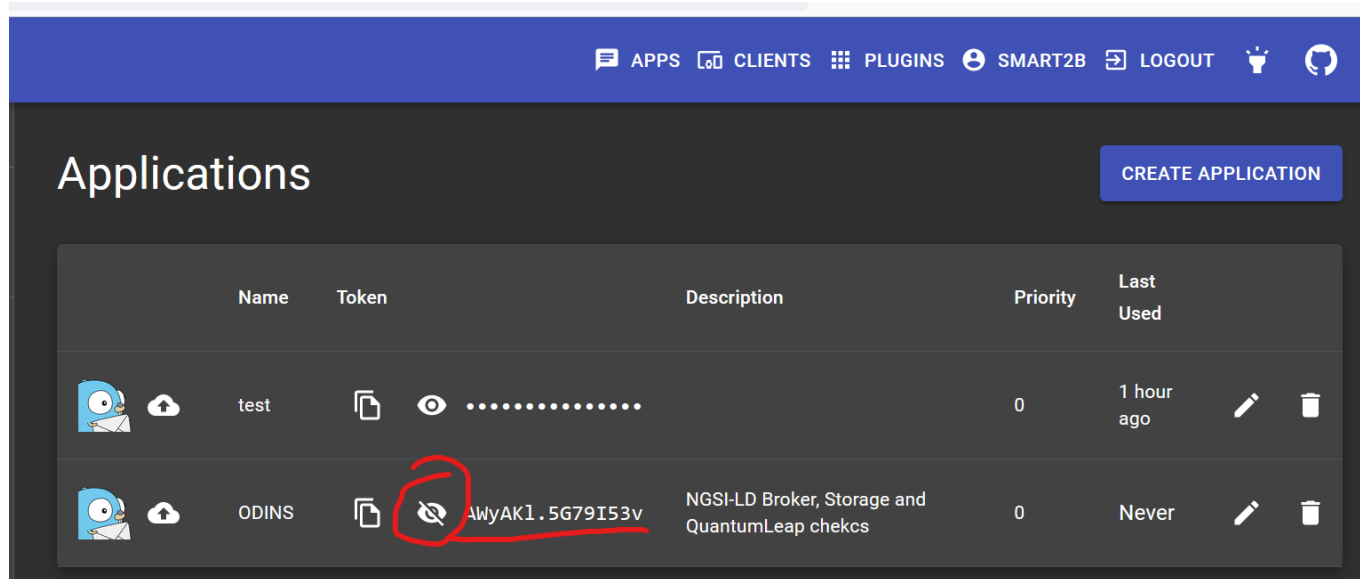 APPS CLIENTS PLUGINS SMART2B LOGOUT
Applications
CREATE APPLICATION
Name Token Description Priority Last Used
test ••••••••••••••• 0 1 hour ago
ODINS AWyAKl.5G79I53v NGSI-LD Broker, Storage and
QuantumLeap chekcs 0 Never